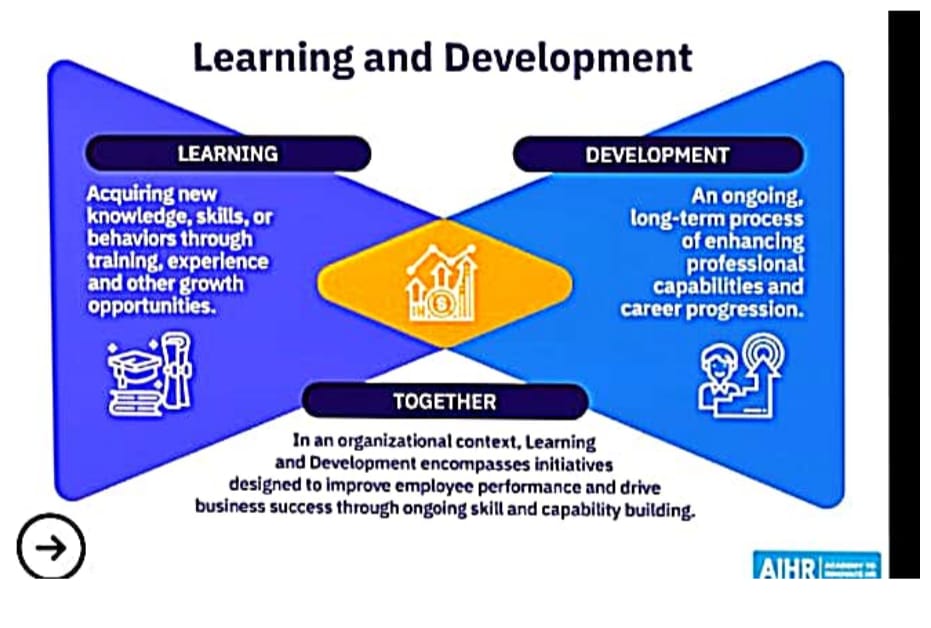 Learning and Development
LEARNING
Acquiring new
knowledge, skills, or
behaviors through
training, experience
and other growth
opportunities.
DEVELOPMENT
An ongoing,
long-term process
of enhancing
professional
capabilities and
career progression.
TOGETHER
In an organizational context, Learning
and Development encompasses initiatives
designed to improve employee performance and drive
business success through ongoing skill and capability building.
AIHR